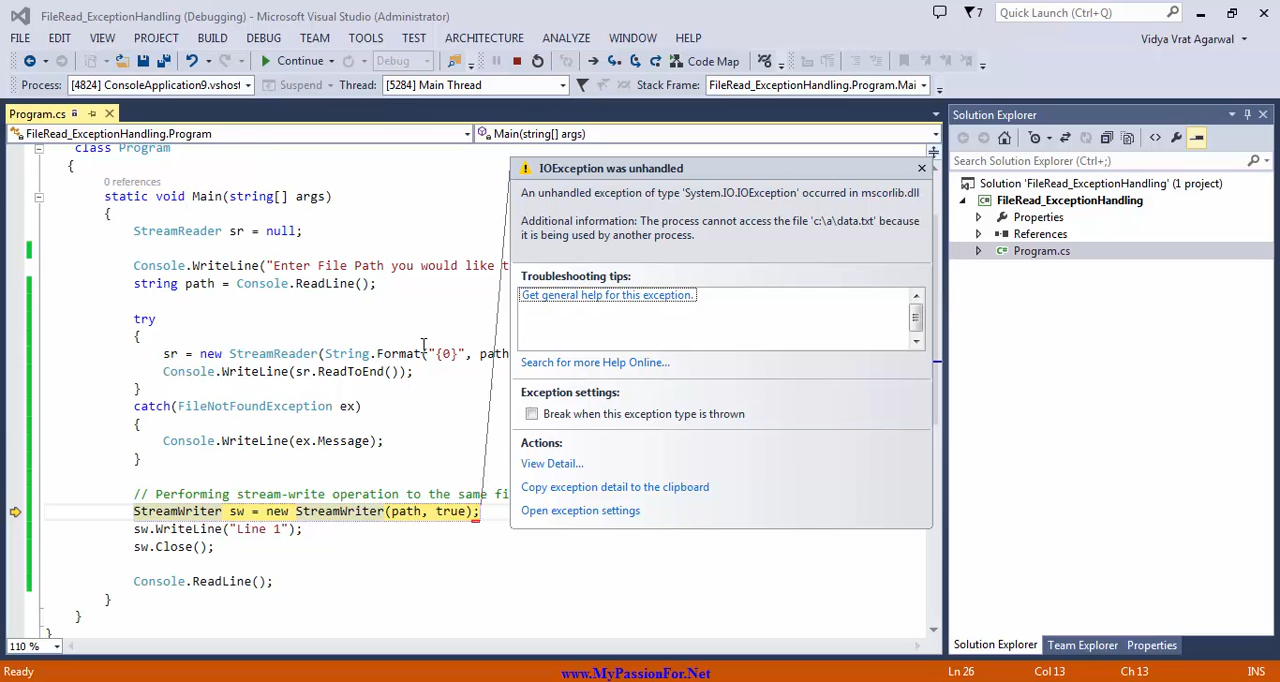 FileRead_ExceptionHandling (Debugging) - Microsoft Visual Studio (Administrator)
7
Quick Launch (Ctrl+Q)
FILE EDIT VIEW PROJECT BUILD DEBUG TEAM TOOLS TEST ARCHITECTURE ANALYZE WINDOW HELP
Vidya Vrat Agarwal
Continue
Debug
Code Map
Process: [4824] ConsoleApplication9.vshost
Suspend
Thread: [5284] Main Thread
Stack Frame: FileRead_ExceptionHandling.Program.Mai
Program.cs
FileRead_ExceptionHandling.Program
Main(string[] args)
class Program
{
0 references
static void Main(string[] args)
{
StreamReader sr = null;
Console.WriteLine("Enter File Path you would like t
string path = Console.ReadLine();
try
{
sr = new StreamReader(String.Format("{0}", path
Console.WriteLine(sr.ReadToEnd());
}
catch(FileNotFoundException ex)
{
Console.WriteLine(ex.Message);
}
// Performing stream-write operation to the same fi
StreamWriter sw = new StreamWriter(path, true);
sw.WriteLine("Line 1");
sw.Close();
Console.ReadLine();
}
}
}
110 %
IOException was unhandled
An unhandled exception of type 'System.IO.IOException' occurred in mscorlib.dll
Additional information: The process cannot access the file 'c:\a\data.txt' because
it is being used by another process.
Troubleshooting tips:
Get general help for this exception.
Search for more Help Online...
Exception settings:
Break when this exception type is thrown
Actions:
View Detail...
Copy exception detail to the clipboard
Open exception settings
Solution Explorer
Search Solution Explorer (Ctrl+;)
Solution 'FileRead_ExceptionHandling' (1 project)
FileRead_ExceptionHandling
Properties
References
Program.cs
Solution Explorer Team Explorer Properties
Ready
www.MyPassionFor.Net
Ln 26
Col 13
Ch 13
INS